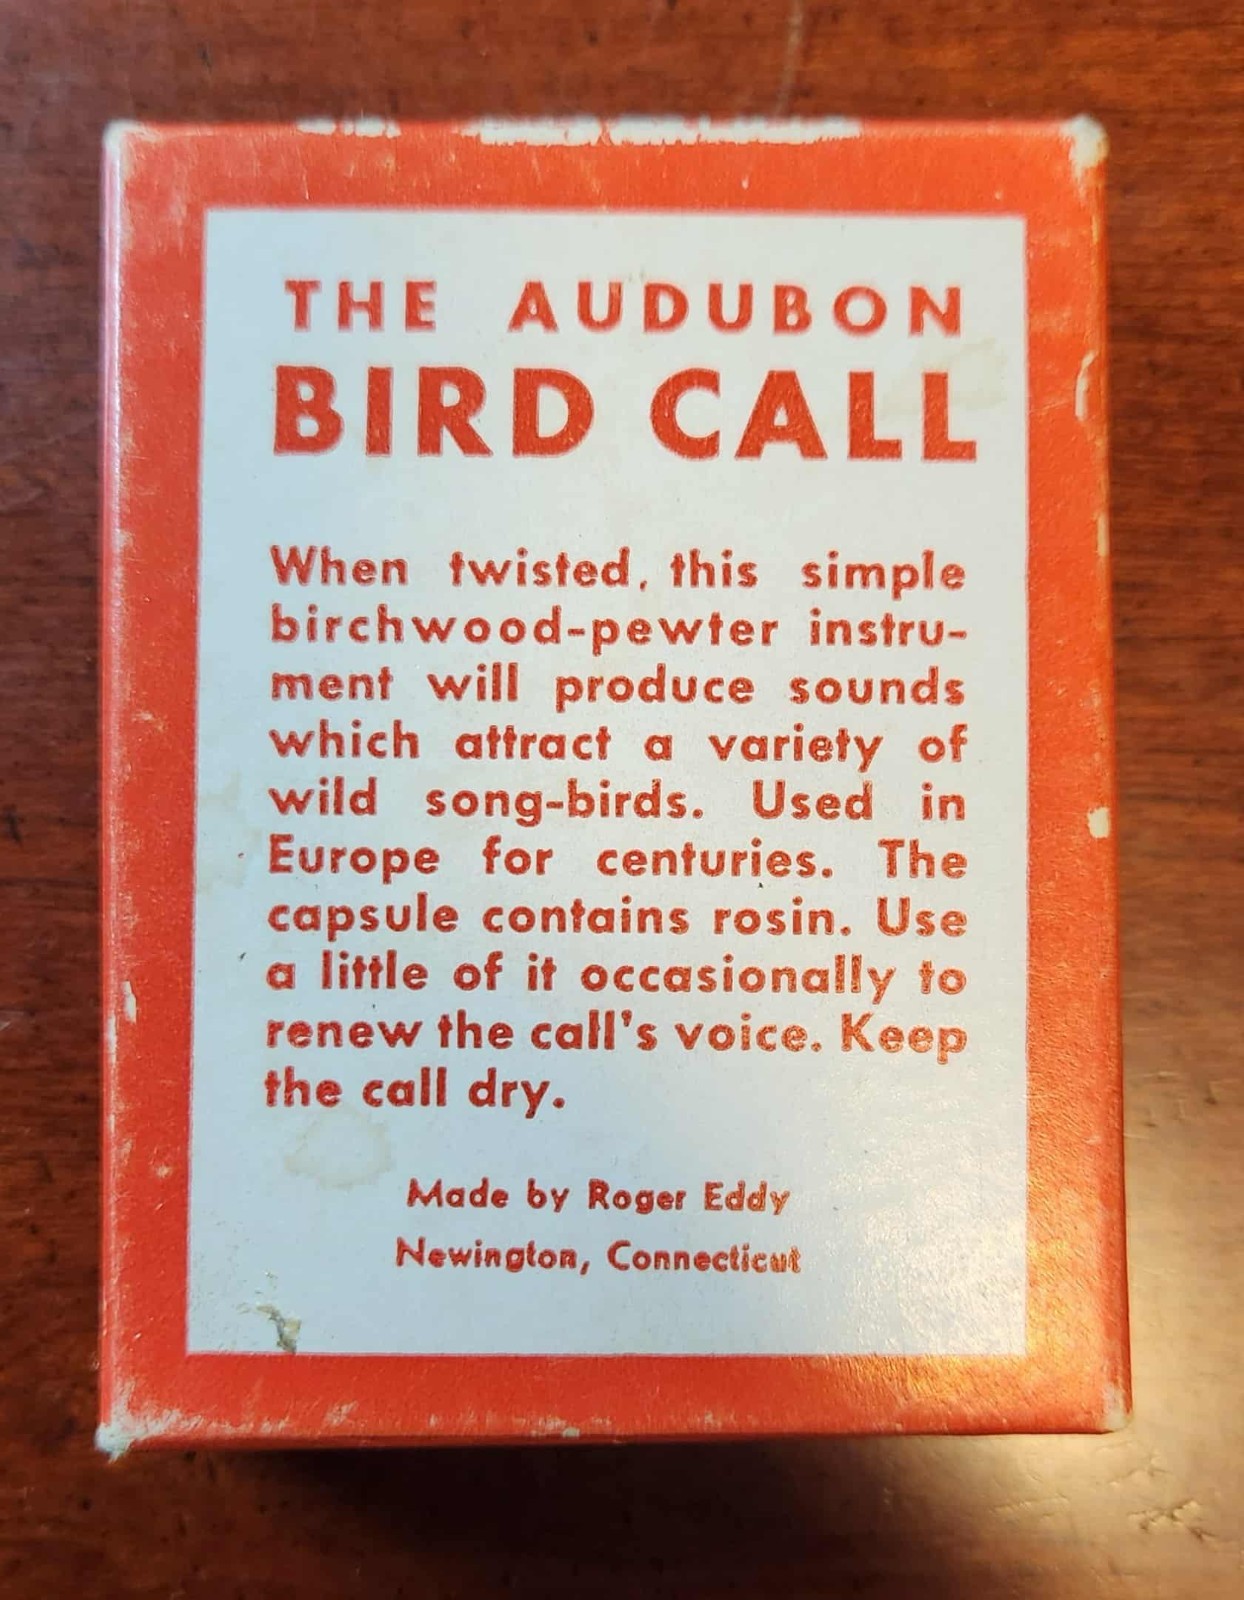 THE AUDUBON
BIRD CALL
When twisted, this simple
birchwood-pewter instru-
ment will produce sounds
which attract a variety of
wild song-birds. Used in
Europe for centuries. The
capsule contains rosin. Use
a little of it occasionally to
renew the call's voice. Keep
the call dry.
Made by Roger Eddy
Newington, Connecticut